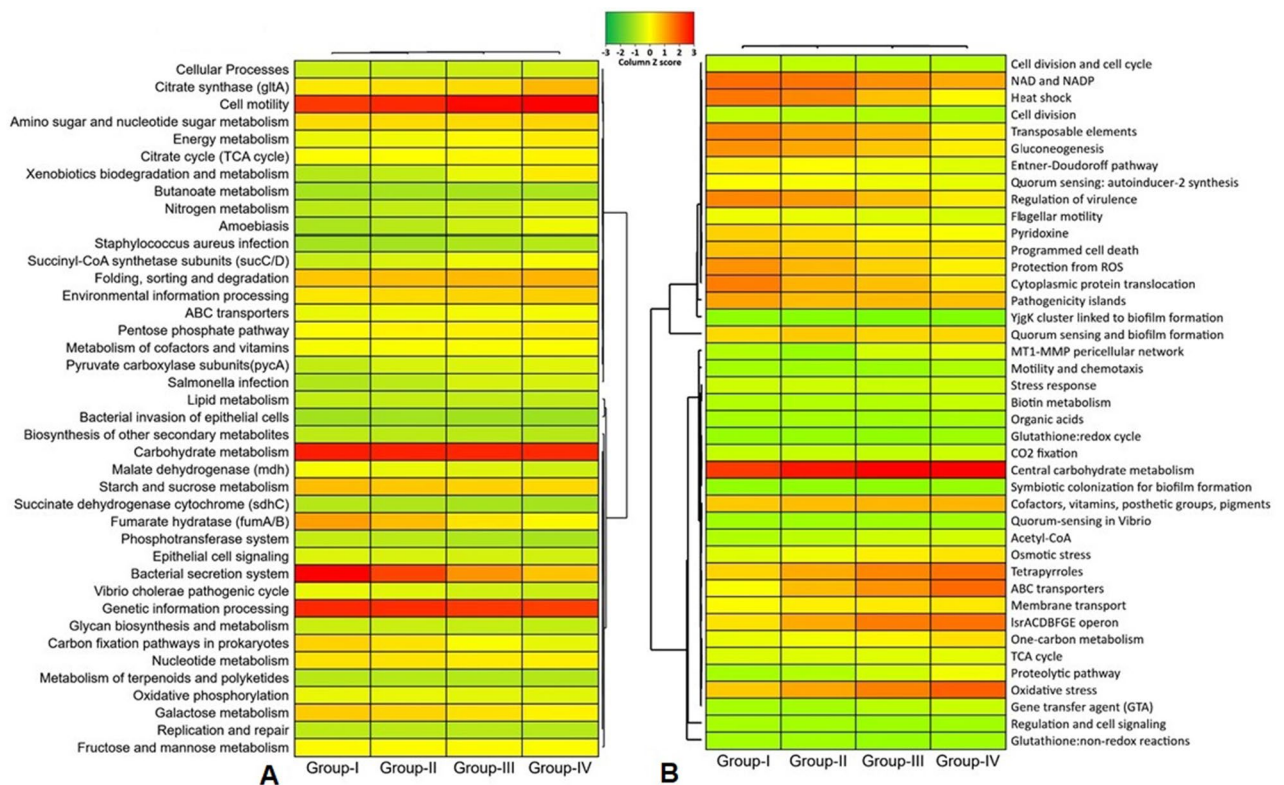 -3 -2 -1 0 1 2 3
Column Z score
Cellular Processes
Citrate synthase (gltA)
Cell motility
Amino sugar and nucleotide sugar metabolism
Energy metabolism
Citrate cycle (TCA cycle)
Xenobiotics biodegradation and metabolism
Butanoate metabolism
Nitrogen metabolism
Amoebiasis
Staphylococcus aureus infection
Succinyl-CoA synthetase subunits (sucC/D)
Folding, sorting and degradation
Environmental information processing
ABC transporters
Pentose phosphate pathway
Metabolism of cofactors and vitamins
Pyruvate carboxylase subunits(pycA)
Salmonella infection
Lipid metabolism
Bacterial invasion of epithelial cells
Biosynthesis of other secondary metabolites
Carbohydrate metabolism
Malate dehydrogenase (mdh)
Starch and sucrose metabolism
Succinate dehydrogenase cytochrome (sdhC)
Fumarate hydratase (fumA/B)
Phosphotransferase system
Epithelial cell signaling
Bacterial secretion system
Vibrio cholerae pathogenic cycle
Genetic information processing
Glycan biosynthesis and metabolism
Carbon fixation pathways in prokaryotes
Nucleotide metabolism
Metabolism of terpenoids and polyketides
Oxidative phosphorylation
Galactose metabolism
Replication and repair
Fructose and mannose metabolism
A
Group-I Group-II Group-III Group-IV
Cell division and cell cycle
NAD and NADP
Heat shock
Cell division
Transposable elements
Gluconeogenesis
Entner-Doudoroff pathway
Quorum sensing: autoinducer-2 synthesis
Regulation of virulence
Flagellar motility
Pyridoxine
Programmed cell death
Protection from ROS
Cytoplasmic protein translocation
Pathogenicity islands
YjgK cluster linked to biofilm formation
Quorum sensing and biofilm formation
MT1-MMP pericellular network
Motility and chemotaxis
Stress response
Biotin metabolism
Organic acids
Glutathione:redox cycle
CO2 fixation
Central carbohydrate metabolism
Symbiotic colonization for biofilm formation
Cofactors, vitamins, posthetic groups, pigments
Quorum-sensing in Vibrio
Acetyl-CoA
Osmotic stress
Tetrapyrroles
ABC transporters
Membrane transport
lsrACDBFGE operon
One-carbon metabolism
TCA cycle
Proteolytic pathway
Oxidative stress
Gene transfer agent (GTA)
Regulation and cell signaling
Glutathione:non-redox reactions
B
Group-I Group-II Group-III Group-IV